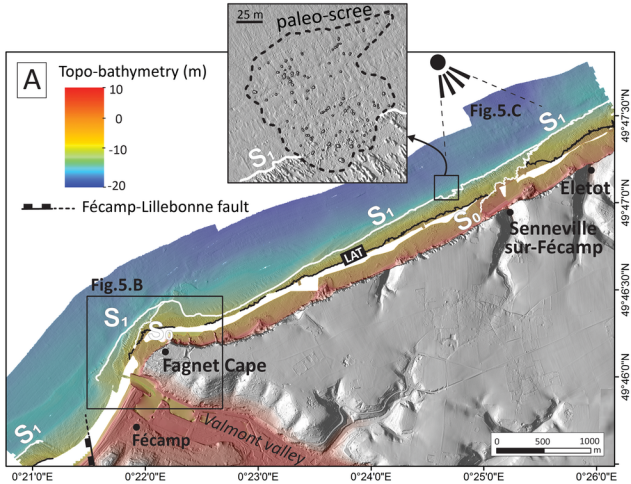 25 m
paleo-scree
S1
A
Topo-bathymetry (m)
10
0
-10
-20
Fécamp-Lillebonne fault
Fig.5.C
S1
S1
S0
LAT
Eletot
Senneville
sur-Fécamp
Fig.5.B
S1
S0
Fagnet Cape
Valmont valley
Fécamp
S1
0
500
1000
m
49°47'30"N
49°47'0"N
49°46'30"N
49°46'0"N
0°21'0"E
0°22'0"E
0°23'0"E
0°24'0"E
0°25'0"E
0°26'0"E